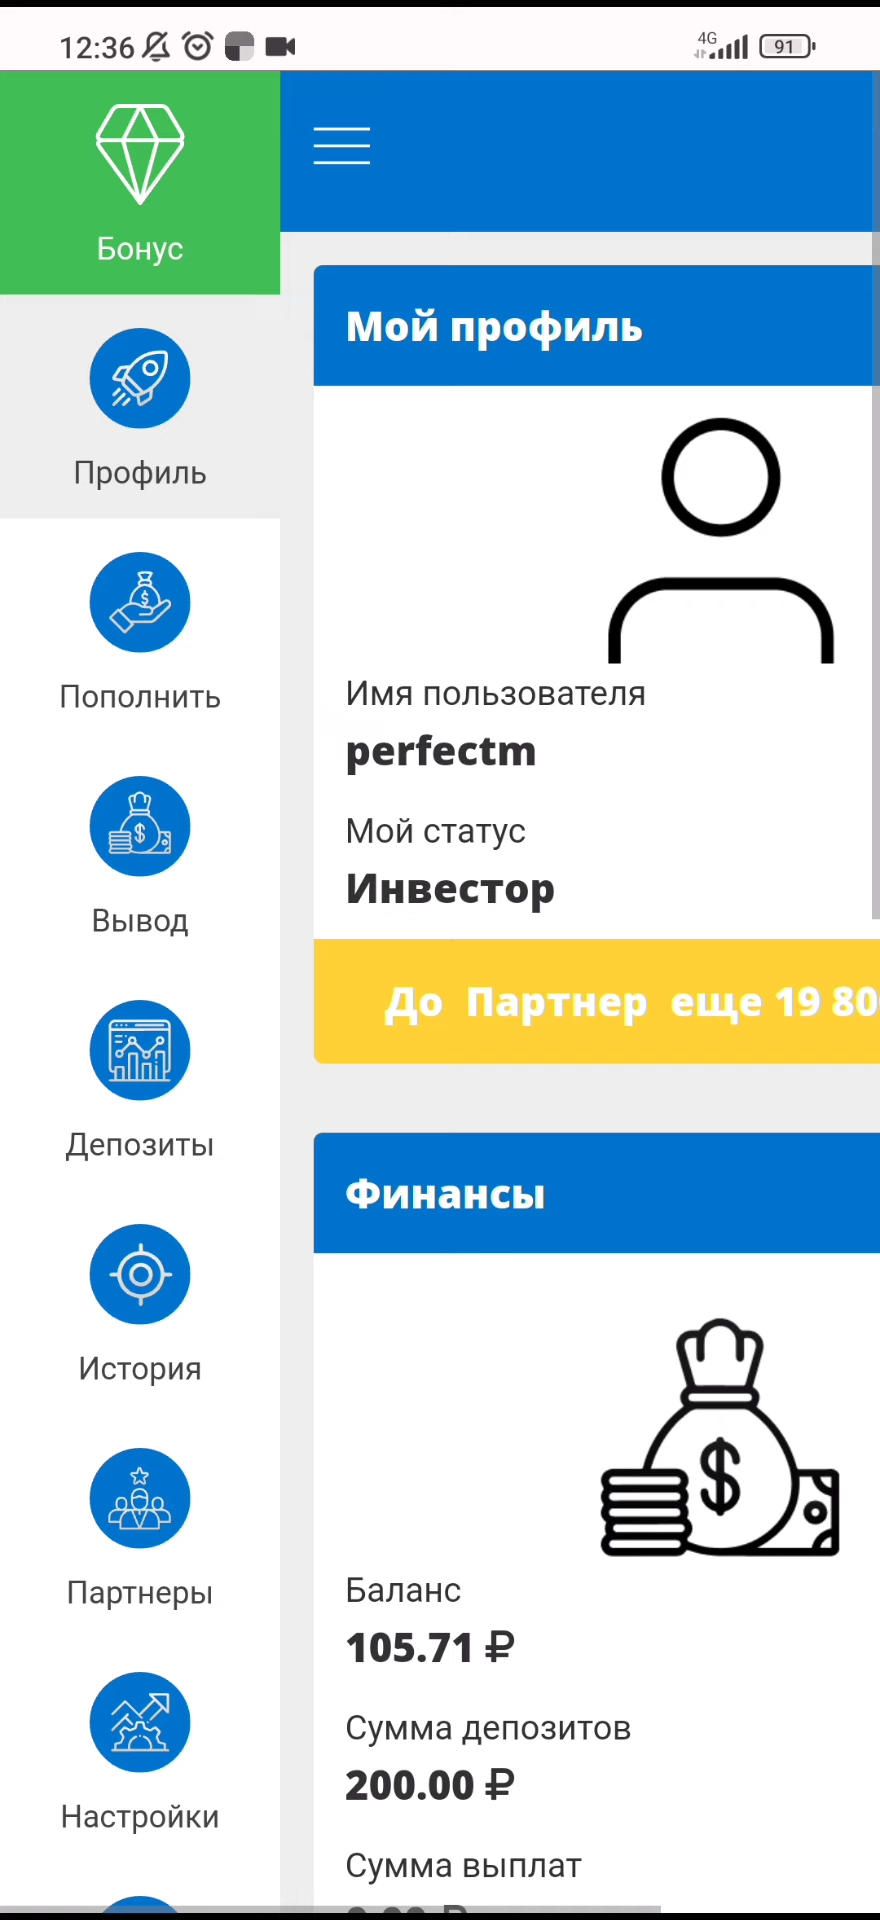 12:36
4G
91
Бонус
Профиль
Пополнить
Вывод
Депозиты
История
Партнеры
Настройки
Мой профиль
Имя пользователя
perfectm
Мой статус
Инвестор
До Партнер еще 19 80
Финансы
$
Баланс
105.71 ₽
Сумма депозитов
200.00 ₽
Сумма выплат